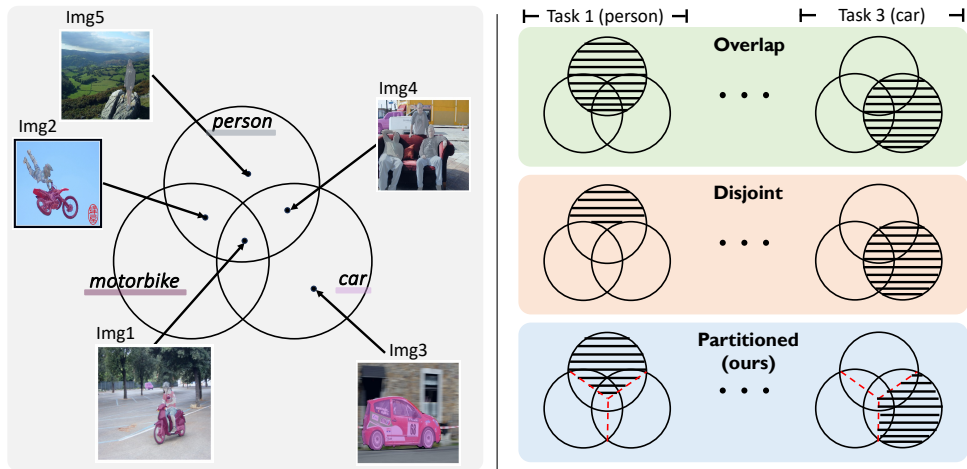 Img5
person
Img4
Img2
motorbike
car
Img1
Img3
Task 1 (person)
Task 3 (car)
Overlap
• • •
Disjoint
• • •
Partitioned
(ours)
• • •